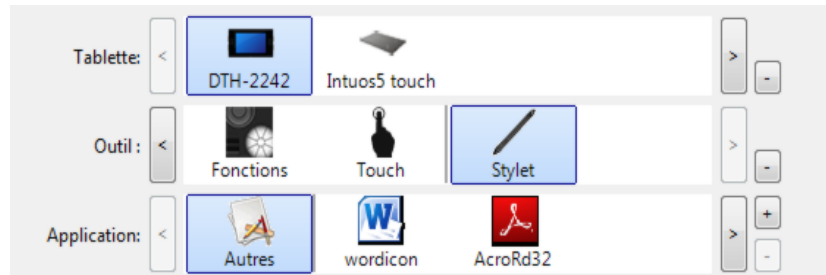 Tablette: < DTH-2242 Intuos5 touch > -
Outil : < Fonctions Touch Stylet > -
Application: < Autres wordicon AcroRd32 > + -